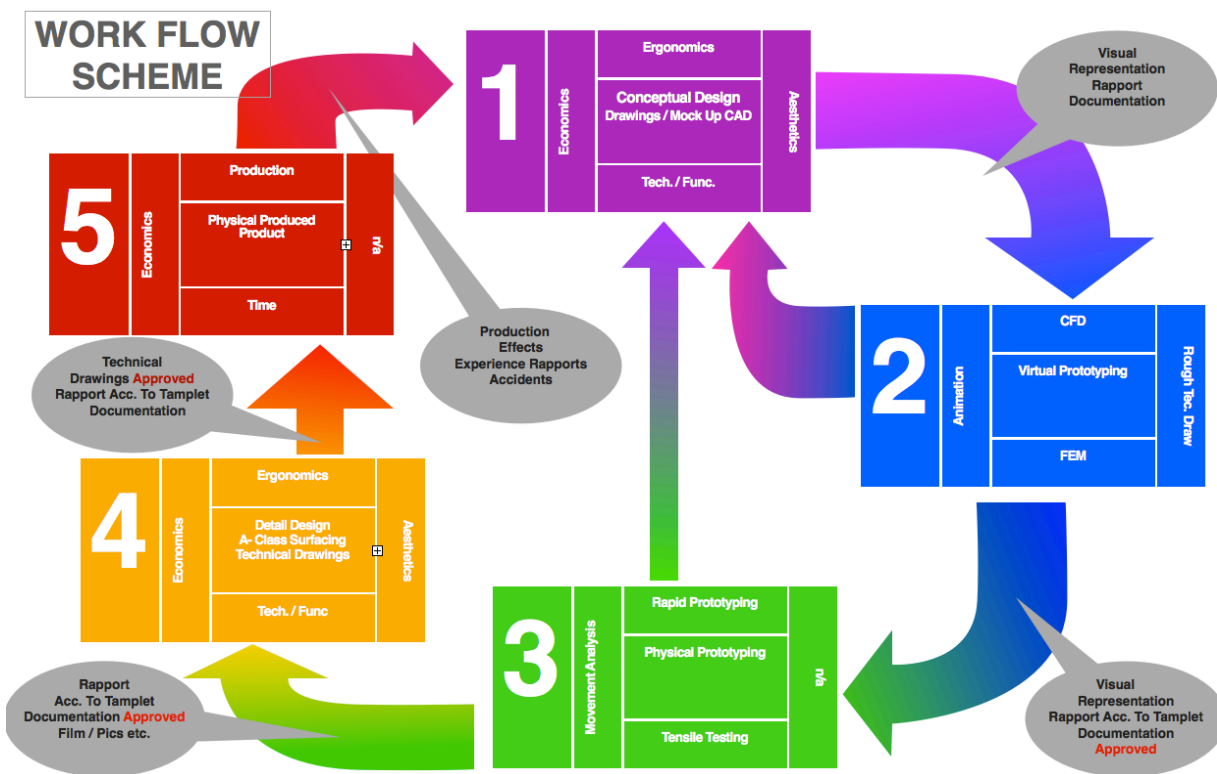 WORK FLOW
SCHEME
1
Economics
Ergonomics
Conceptual Design
Drawings / Mock Up CAD
Tech. / Func.
Aesthetics
Visual
Representation
Rapport
Documentation
2
Animation
CFD
Virtual Prototyping
FEM
Rough Tec. Draw
Visual
Representation
Rapport Acc. To Tamplet
Documentation
Approved
3
Movement Analysis
Rapid Prototyping
Physical Prototyping
Tensile Testing
n/a
Rapport
Acc. To Tamplet
Documentation Approved
Film / Pics etc.
4
Economics
Ergonomics
Detail Design
A- Class Surfacing
Technical Drawings
Tech. / Func
Aesthetics
Technical
Drawings Approved
Rapport Acc. To Tamplet
Documentation
5
Economics
Production
Physical Produced
Product
Time
n/a
Production
Effects
Experience Rapports
Accidents